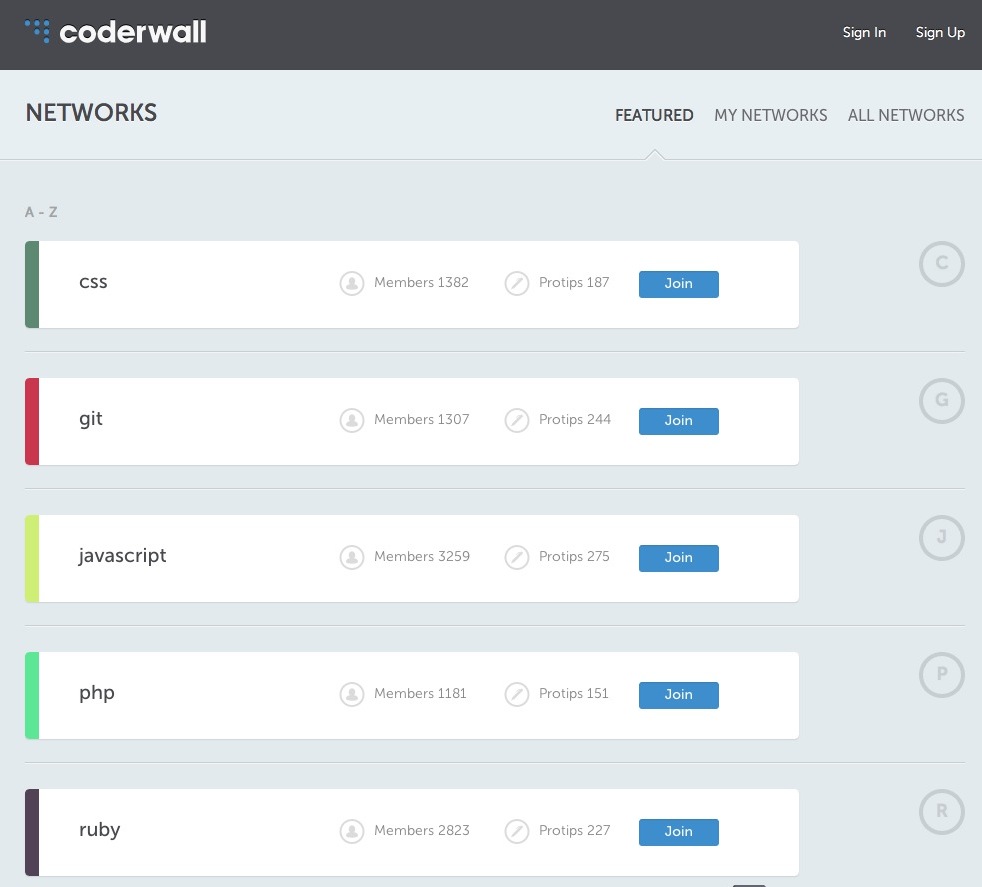 coderwall
Sign In Sign Up
NETWORKS
FEATURED MY NETWORKS ALL NETWORKS
A - Z
css Members 1382 Protips 187 Join C
git Members 1307 Protips 244 Join G
javascript Members 3259 Protips 275 Join J
php Members 1181 Protips 151 Join P
ruby Members 2823 Protips 227 Join R